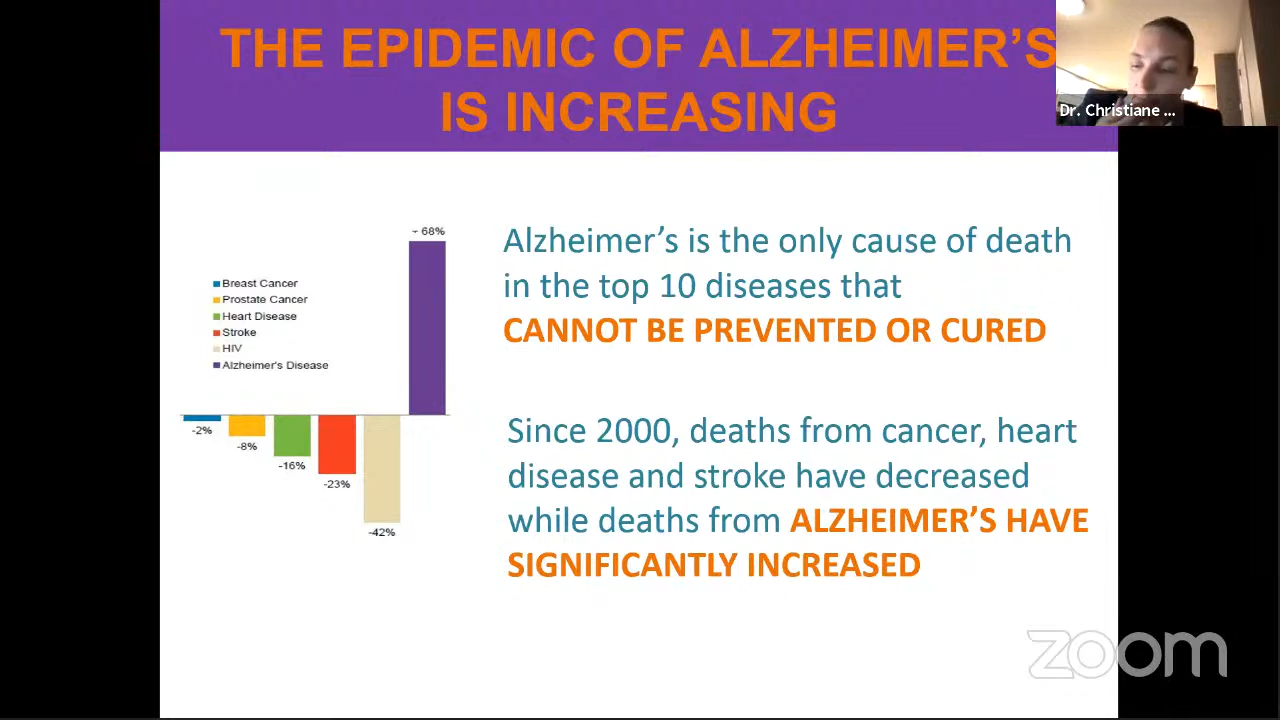 THE EPIDEMIC OF ALZHEIMER'S
IS INCREASING
Dr. Christiane ...
+ 68%
Breast Cancer
Prostate Cancer
Heart Disease
Stroke
HIV
Alzheimer's Disease
-2%
-8%
-16%
-23%
-42%
Alzheimer’s is the only cause of death
in the top 10 diseases that
CANNOT BE PREVENTED OR CURED
Since 2000, deaths from cancer, heart
disease and stroke have decreased
while deaths from ALZHEIMER’S HAVE
SIGNIFICANTLY INCREASED
zoom